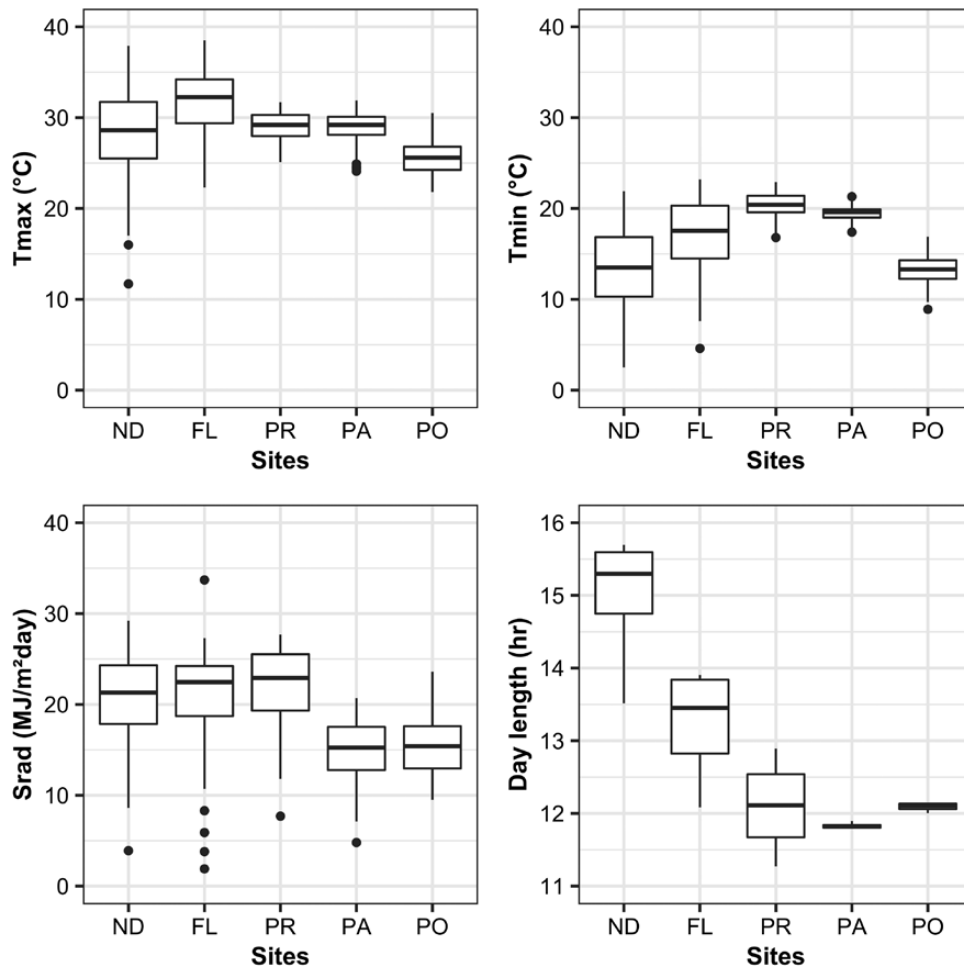 Tmax (°C)
40
30
20
10
0
ND FL PR PA PO
Sites
Tmin (°C)
40
30
20
10
0
ND FL PR PA PO
Sites
Srad (MJ/m²day)
40
30
20
10
0
ND FL PR PA PO
Sites
Day length (hr)
16
15
14
13
12
11
ND FL PR PA PO
Sites